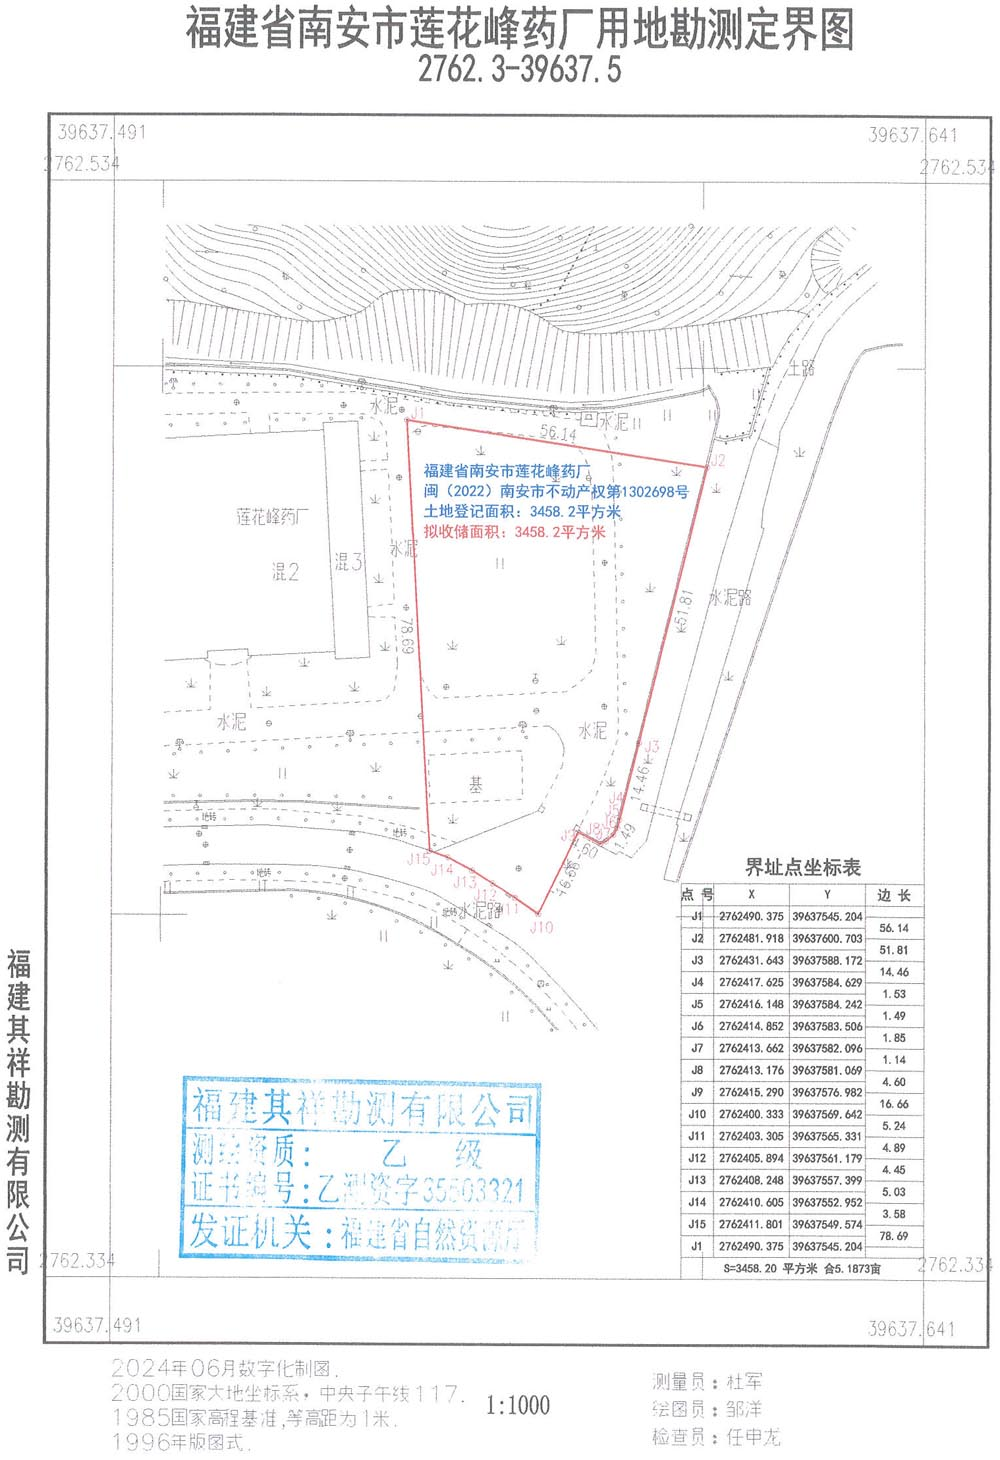 福建省南安市莲花峰药厂用地勘测定界图
2762.3-39637.5
39637.491
39637.641
2762.534
2762.534
土路
水泥
J1
水泥
56.14
J2
福建省南安市莲花峰药厂
闽（2022）南安市不动产权第1302698号
土地登记面积：3458.2平方米
拟收储面积：3458.2平方米
莲花峰药厂
水泥
混3
混2
水泥路
51.81
78.69
水泥
水泥
J3
14.46
基
J4
1.49
J9
4.60
16.66
J15
J14
J13
J12
J11
J10
水泥路
界址点坐标表
点号 X Y 边长
J1 2762490.375 39637545.204
56.14
J2 2762481.918 39637600.703
51.81
J3 2762431.643 39637588.172
14.46
J4 2762417.625 39637584.629
1.53
J5 2762416.148 39637584.242
1.49
J6 2762414.852 39637583.506
1.85
J7 2762413.662 39637582.096
1.14
J8 2762413.176 39637581.069
4.60
J9 2762415.290 39637576.982
16.66
J10 2762400.333 39637569.642
5.24
J11 2762403.305 39637565.331
4.89
J12 2762405.894 39637561.179
4.45
J13 2762408.248 39637557.399
5.03
J14 2762410.605 39637552.952
3.58
J15 2762411.801 39637549.574
78.69
J1 2762490.375 39637545.204
S=3458.20 平方米 合5.1873亩
福建其祥勘测有限公司
测绘资质：乙 级
证书编号：乙测资字35503321
发证机关：福建省自然资源厅
福建其祥勘测有限公司
2762.334
2762.334
39637.491
39637.641
2024年06月数字化制图.
2000国家大地坐标系，中央子午线117.
1985国家高程基准,等高距为1米.
1996年版图式.
1:1000
测量员：杜军
绘图员：邹洋
检查员：任申龙